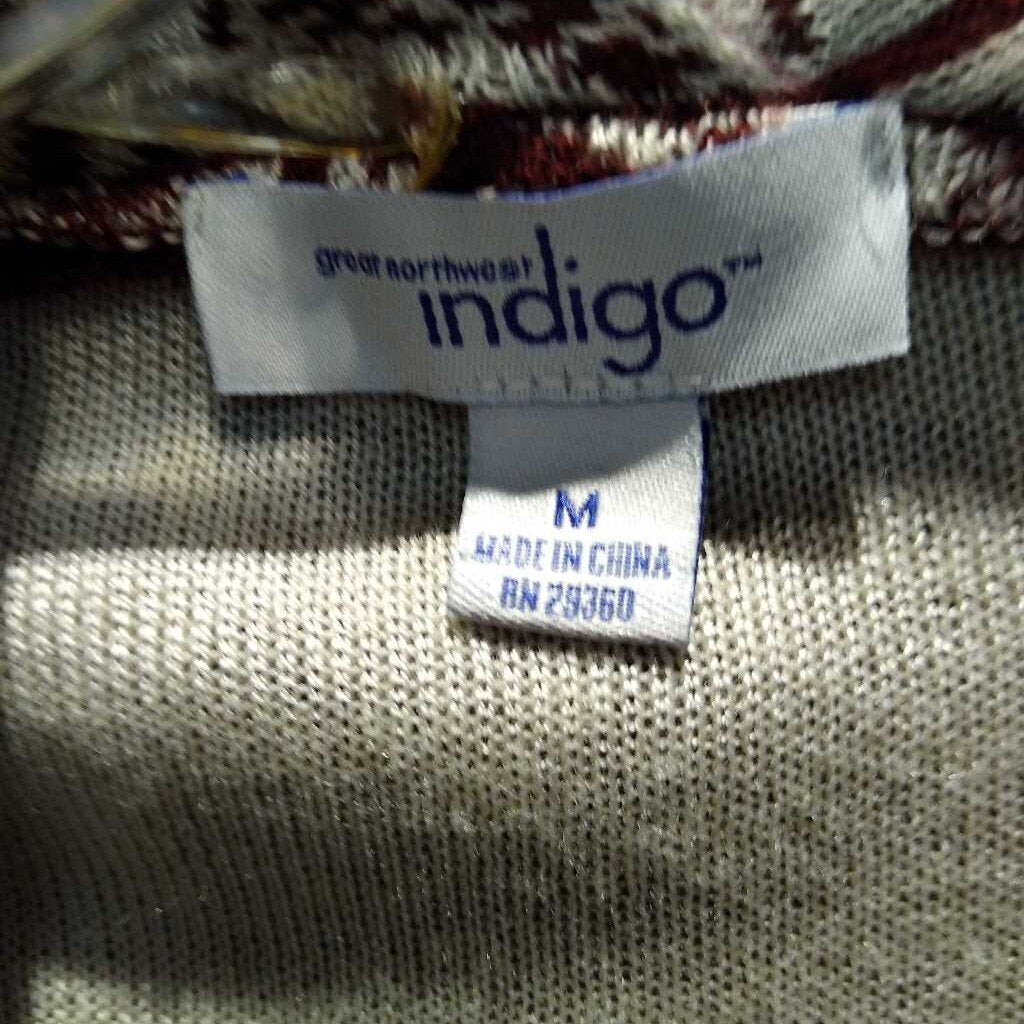 great northwest
indigo™
M
MADE IN CHINA
RN 29360